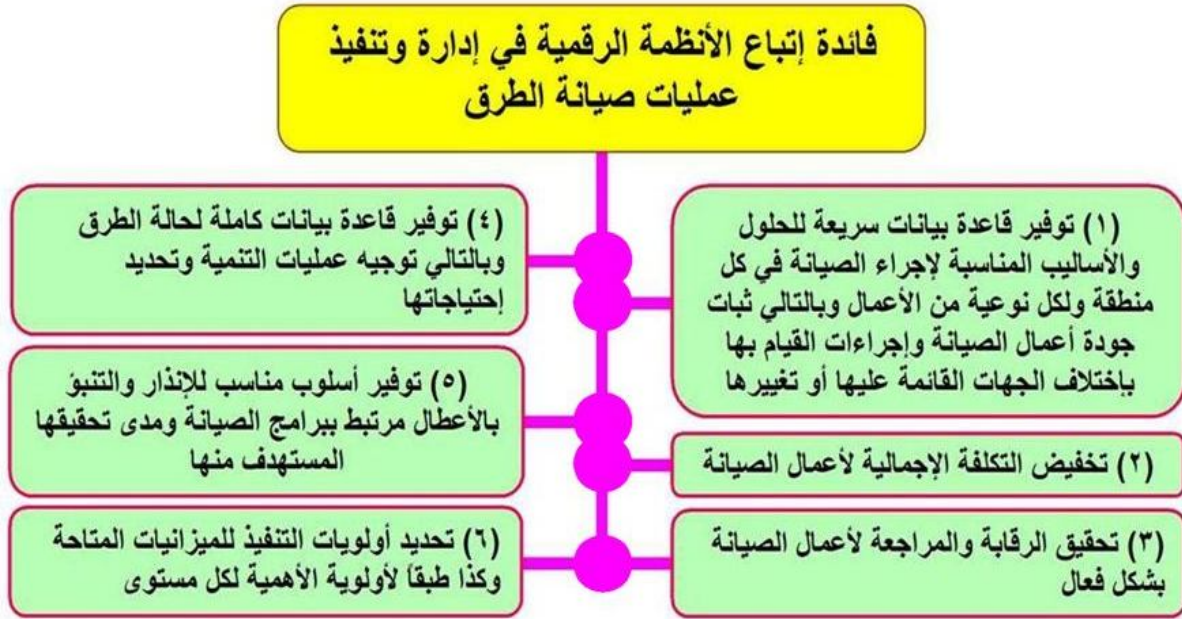 فائدة إتباع الأنظمة الرقمية في إدارة وتنفيذ
عمليات صيانة الطرق
(١) توفير قاعدة بيانات سريعة للحلول
والأساليب المناسبة لإجراء الصيانة في كل
منطقة ولكل نوعية من الأعمال وبالتالي ثبات
جودة أعمال الصيانة وإجراءات القيام بها
بإختلاف الجهات القائمة عليها أو تغييرها
(٢) تخفيض التكلفة الإجمالية لأعمال الصيانة
(٣) تحقيق الرقابة والمراجعة لأعمال الصيانة
بشكل فعال
(٤) توفير قاعدة بيانات كاملة لحالة الطرق
وبالتالي توجيه عمليات التنمية وتحديد
إحتياجاتها
(٥) توفير أسلوب مناسب للإنذار والتنبؤ
بالأعطال مرتبط ببرامج الصيانة ومدى تحقيقها
المستهدف منها
(٦) تحديد أولويات التنفيذ للميزانيات المتاحة
وكذا طبقاً لأولوية الأهمية لكل مستوى